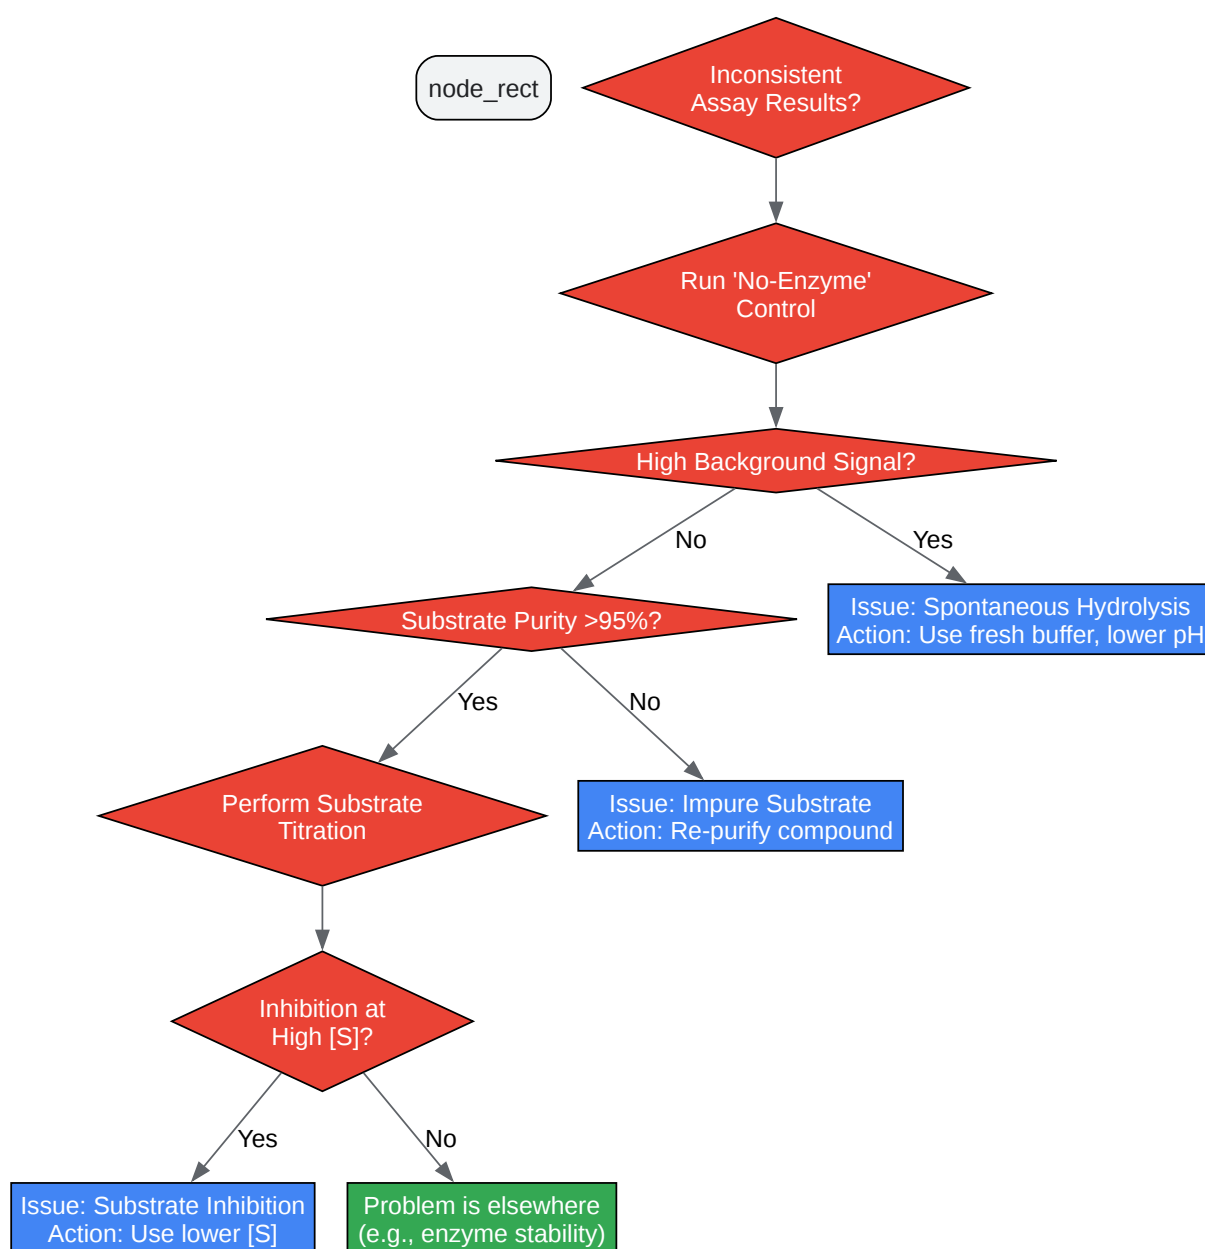 node_rect
Inconsistent
Assay Results?
Run 'No-Enzyme'
Control
High Background Signal?
No
Yes
Issue: Spontaneous Hydrolysis
Action: Use fresh buffer, lower pH
Substrate Purity >95%?
Yes
No
Perform Substrate
Titration
Issue: Impure Substrate
Action: Re-purify compound
Inhibition at
High [S]?
Yes
No
Issue: Substrate Inhibition
Action: Use lower [S]
Problem is elsewhere
(e.g., enzyme stability)